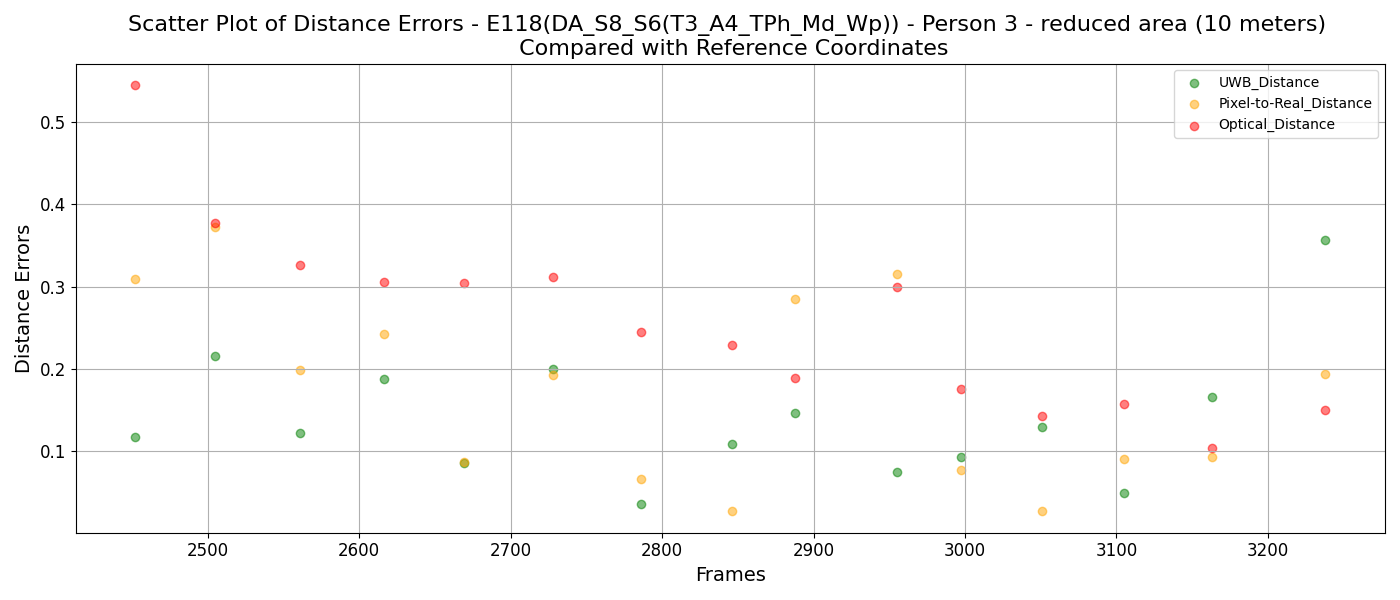 Scatter Plot of Distance Errors - E118(DA_S8_S6(T3_A4_TPh_Md_Wp)) - Person 3 - reduced area (10 meters)
Compared with Reference Coordinates
UWB_Distance
Pixel-to-Real_Distance
Optical_Distance
Distance Errors
0.5
0.4
0.3
0.2
0.1
2500 2600 2700 2800 2900 3000 3100 3200
Frames